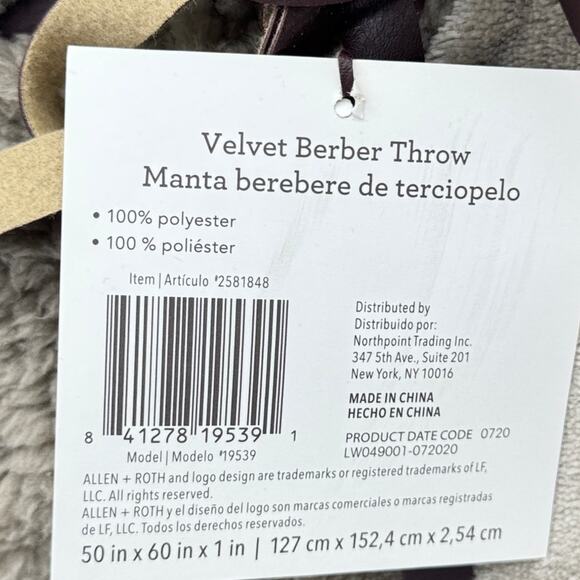 Velvet Berber Throw
Manta berebere de terciopelo
• 100% polyester
• 100 % poliéster
Item | Artículo #2581848
8 41278 19539 1
Model | Modelo #19539
Distributed by
Distribuido por:
Northpoint Trading Inc.
347 5th Ave., Suite 201
New York, NY 10016
MADE IN CHINA
HECHO EN CHINA
PRODUCT DATE CODE 0720
LW049001-072020
ALLEN + ROTH and logo design are trademarks or registered trademarks of LF,
LLC. All rights reserved.
ALLEN + ROTH y el diseño del logo son marcas comerciales o marcas registradas
de LF, LLC. Todos los derechos reservados.
50 in x 60 in x 1 in | 127 cm x 152,4 cm x 2,54 cm